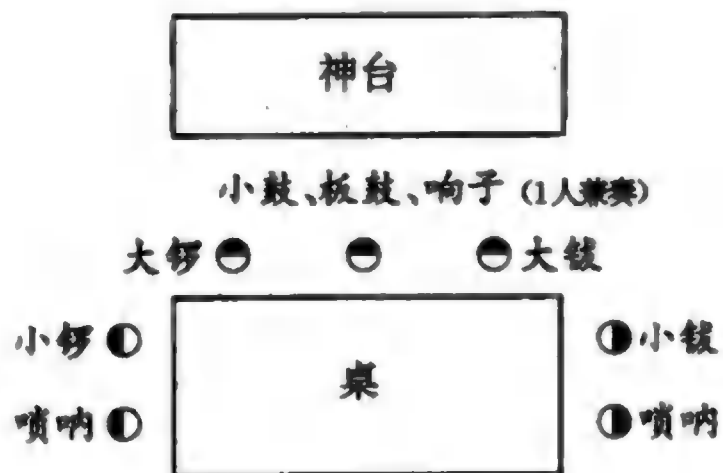 神台
小鼓、板鼓、响子(1人兼奏)
大锣 大钹
小锣 小钹
桌
唢呐 唢呐